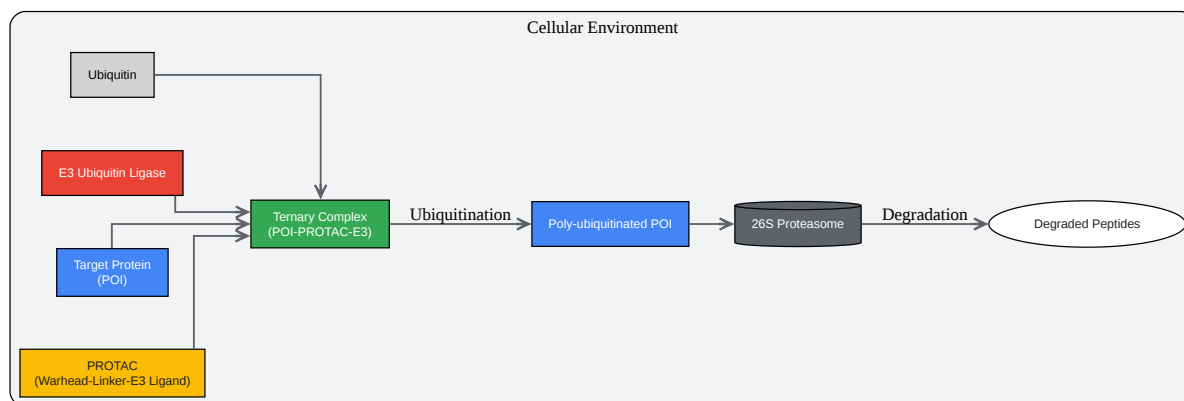 Cellular Environment
Ubiquitin
E3 Ubiquitin Ligase
Target Protein
(POI)
PROTAC
(Warhead-Linker-E3 Ligand)
Ternary Complex
(POI-PROTAC-E3)
Ubiquitination
Poly-ubiquitinated POI
26S Proteasome
Degradation
Degraded Peptides